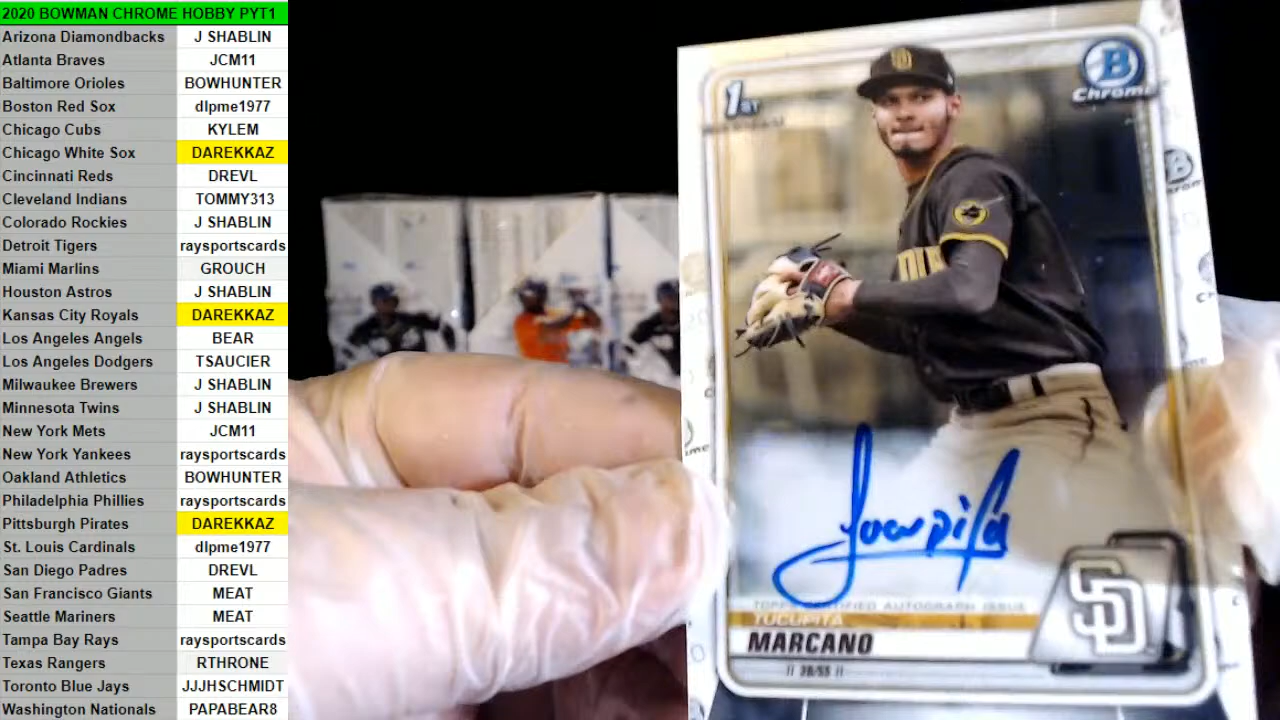 2020 BOWMAN CHROME HOBBY PYT1
Arizona Diamondbacks J SHABLIN
Atlanta Braves JCM11
Baltimore Orioles BOWHUNTER
Boston Red Sox dlpme1977
Chicago Cubs KYLEM
Chicago White Sox DAREKKAZ
Cincinnati Reds DREVL
Cleveland Indians TOMMY313
Colorado Rockies J SHABLIN
Detroit Tigers raysportscards
Miami Marlins GROUCH
Houston Astros J SHABLIN
Kansas City Royals DAREKKAZ
Los Angeles Angels BEAR
Los Angeles Dodgers TSAUCIER
Milwaukee Brewers J SHABLIN
Minnesota Twins J SHABLIN
New York Mets JCM11
New York Yankees raysportscards
Oakland Athletics BOWHUNTER
Philadelphia Phillies raysportscards
Pittsburgh Pirates DAREKKAZ
St. Louis Cardinals dlpme1977
San Diego Padres DREVL
San Francisco Giants MEAT
Seattle Mariners MEAT
Tampa Bay Rays raysportscards
Texas Rangers RTHRONE
Toronto Blue Jays JJJHSCHMIDT
Washington Nationals PAPABEAR8
1ST
B
Chrome
SD
Tucupita
TOPPS CERTIFIED AUTOGRAPH ISSUE
TUCUPITA
MARCANO
SD